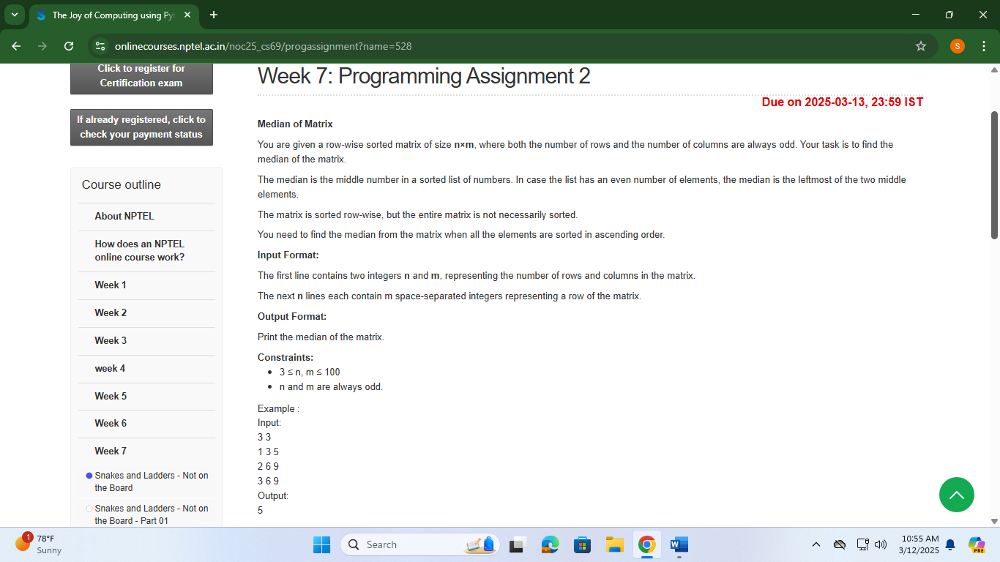 The Joy of Computing using Py
onlinecourses.nptel.ac.in/noc25_cs69/progassignment?name=528
S
Click to register for
Certification exam
If already registered, click to
check your payment status
Course outline
About NPTEL
How does an NPTEL
online course work?
Week 1
Week 2
Week 3
week 4
Week 5
Week 6
Week 7
Snakes and Ladders - Not on
the Board
Snakes and Ladders - Not on
the Board - Part 01
Week 7: Programming Assignment 2
Due on 2025-03-13, 23:59 IST
Median of Matrix
You are given a row-wise sorted matrix of size n×m, where both the number of rows and the number of columns are always odd. Your task is to find the
median of the matrix.
The median is the middle number in a sorted list of numbers. In case the list has an even number of elements, the median is the leftmost of the two middle
elements.
The matrix is sorted row-wise, but the entire matrix is not necessarily sorted.
You need to find the median from the matrix when all the elements are sorted in ascending order.
Input Format:
The first line contains two integers n and m, representing the number of rows and columns in the matrix.
The next n lines each contain m space-separated integers representing a row of the matrix.
Output Format:
Print the median of the matrix.
Constraints:
3 ≤ n, m ≤ 100
n and m are always odd.
Example :
Input:
3 3
1 3 5
2 6 9
3 6 9
Output:
5
1
78°F
Sunny
Search
W
PRE
10:55 AM
3/12/2025